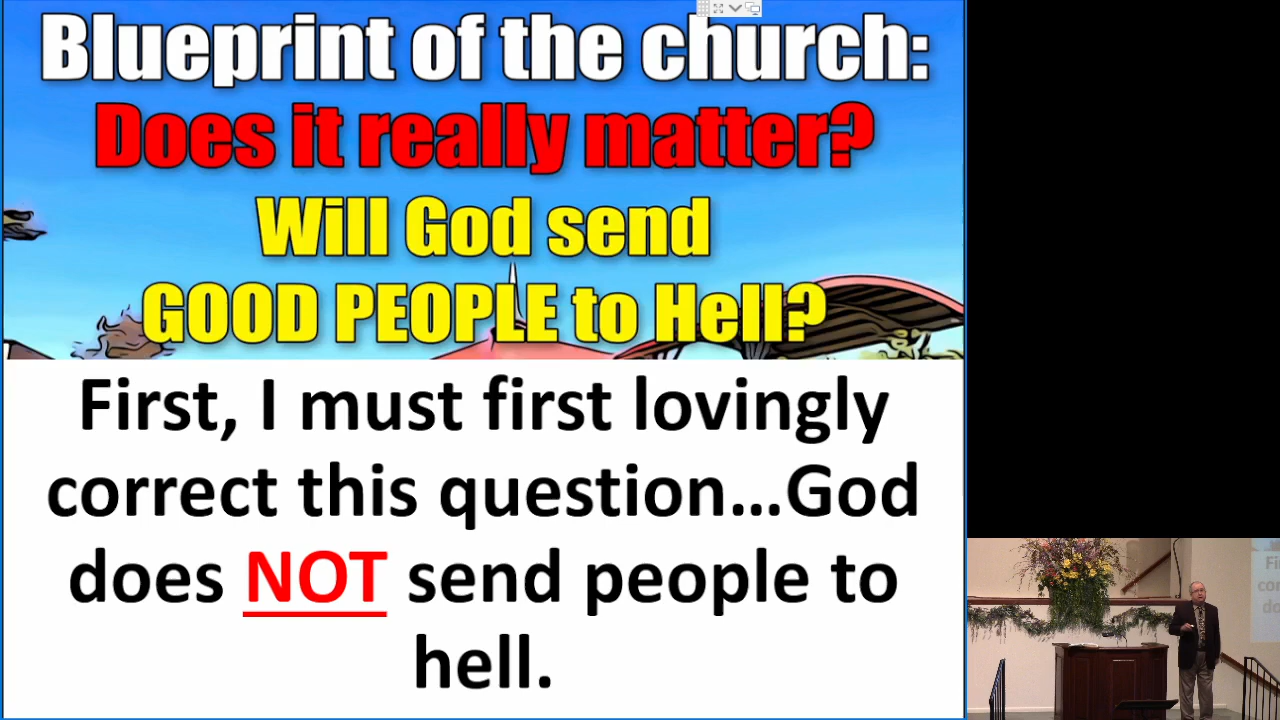 Blueprint of the church:
Does it really matter?
Will God send
GOOD PEOPLE to Hell?
First, I must first lovingly
correct this question...God
does NOT send people to
hell.